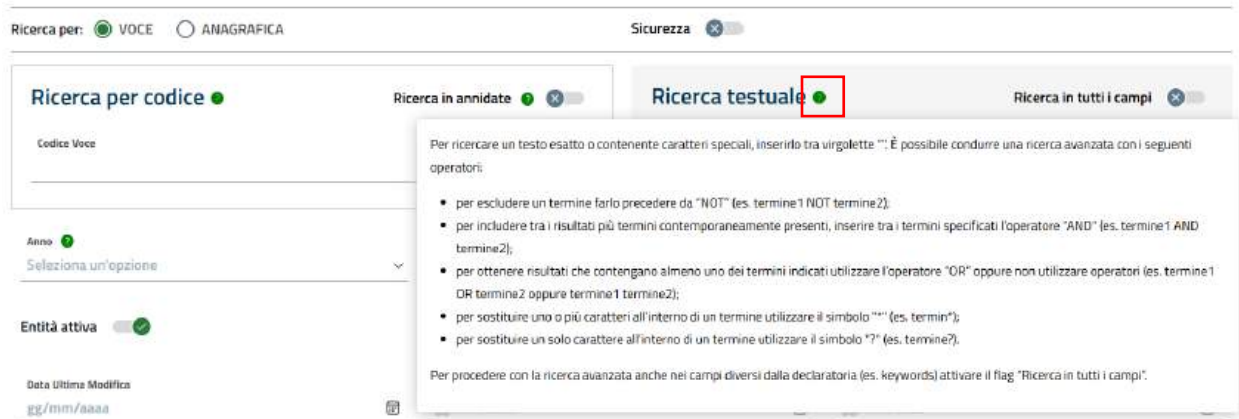 Ricerca per: VOCE ANAGRAFICA Sicurezza
Ricerca per codice ? Ricerca in annidate ?
Ricerca testuale ? Ricerca in tutti i campi
Codice Voce
Per ricercare un testo esatto o contenente caratteri speciali, inserirlo tra virgolette "". È possibile condurre una ricerca avanzata con i seguenti
operatori:
• per escludere un termine farlo precedere da "NOT" (es. termine1 NOT termine2);
• per includere tra i risultati più termini contemporaneamente presenti, inserire tra i termini specificati l'operatore "AND" (es. termine1 AND
termine2);
• per ottenere risultati che contengano almeno uno dei termini indicati utilizzare l'operatore "OR" oppure non utilizzare operatori (es. termine1
OR termine2 oppure termine1 termine2);
• per sostituire uno o più caratteri all'interno di un termine utilizzare il simbolo "*" (es. termin*);
• per sostituire un solo carattere all'interno di un termine utilizzare il simbolo "?" (es. termine?).
Per procedere con la ricerca avanzata anche nei campi diversi dalla declaratoria (es. keywords) attivare il flag "Ricerca in tutti i campi".
Anno ?
Seleziona un'opzione
Entità attiva
Data Ultima Modifica
gg/mm/aaaa